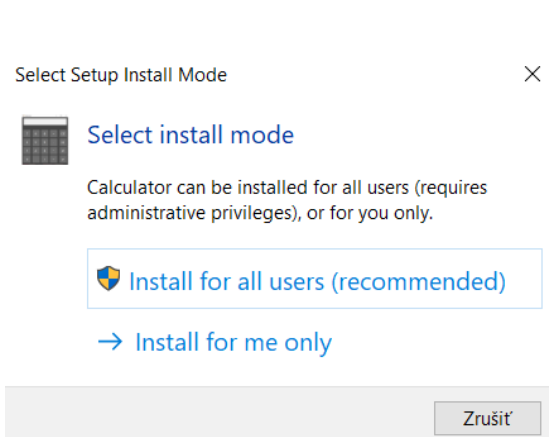 Select Setup Install Mode
Select install mode
Calculator can be installed for all users (requires
administrative privileges), or for you only.
Install for all users (recommended)
Install for me only
Zrušiť